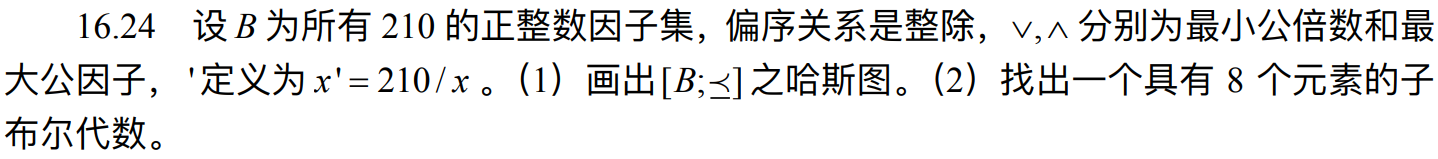 16.24 设 B 为所有 210 的正整数因子集，偏序关系是整除，∨,∧ 分别为最小公倍数和最
大公因子，'定义为 x'=210/x 。（1）画出[B;≼]之哈斯图。（2）找出一个具有 8 个元素的子
布尔代数。